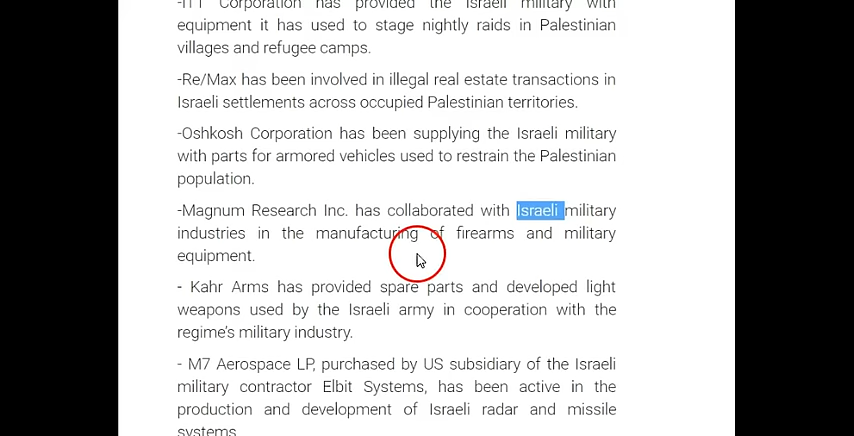 -ITT Corporation has provided the Israeli military with
equipment it has used to stage nightly raids in Palestinian
villages and refugee camps.
-Re/Max has been involved in illegal real estate transactions in
Israeli settlements across occupied Palestinian territories.
-Oshkosh Corporation has been supplying the Israeli military
with parts for armored vehicles used to restrain the Palestinian
population.
-Magnum Research Inc. has collaborated with Israeli military
industries in the manufacturing of firearms and military
equipment.
- Kahr Arms has provided spare parts and developed light
weapons used by the Israeli army in cooperation with the
regime’s military industry.
- M7 Aerospace LP, purchased by US subsidiary of the Israeli
military contractor Elbit Systems, has been active in the
production and development of Israeli radar and missile
systems